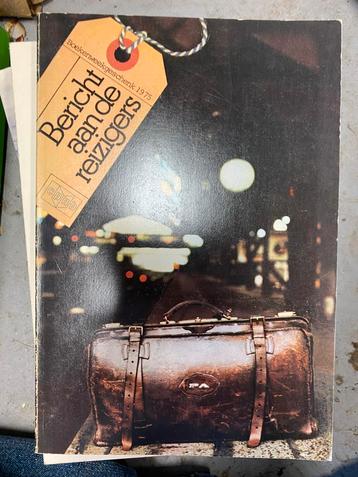 Boekenweekgeschenk 1975
Bericht
aan de
reizigers